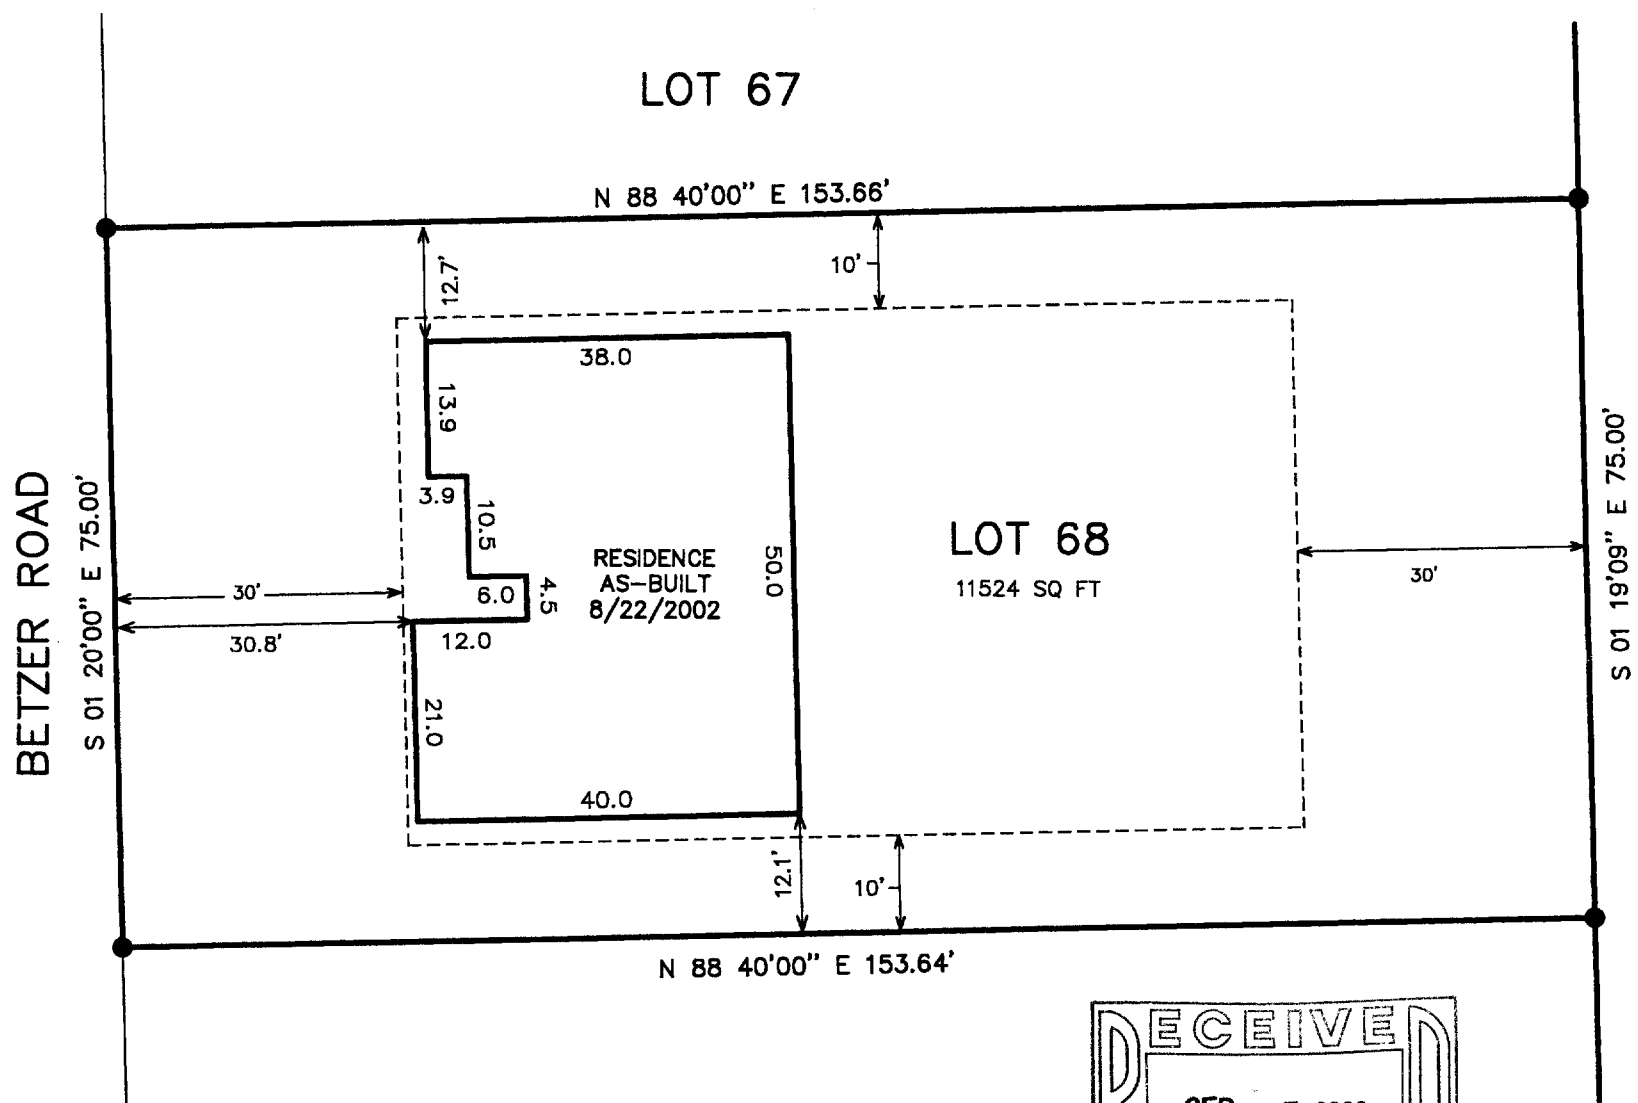 LOT 67
N 88 40'00" E 153.66'
12.7'
10'
38.0
13.9
3.9
10.5
6.0
4.5
12.0
21.0
40.0
50.0
RESIDENCE
AS-BUILT
8/22/2002
LOT 68
11524 SQ FT
30'
30.8'
30'
BETZER ROAD
S 01 20'00" E 75.00'
S 01 19'09" E 75.00'
12.1'
10'
N 88 40'00" E 153.64'
RECEIVED